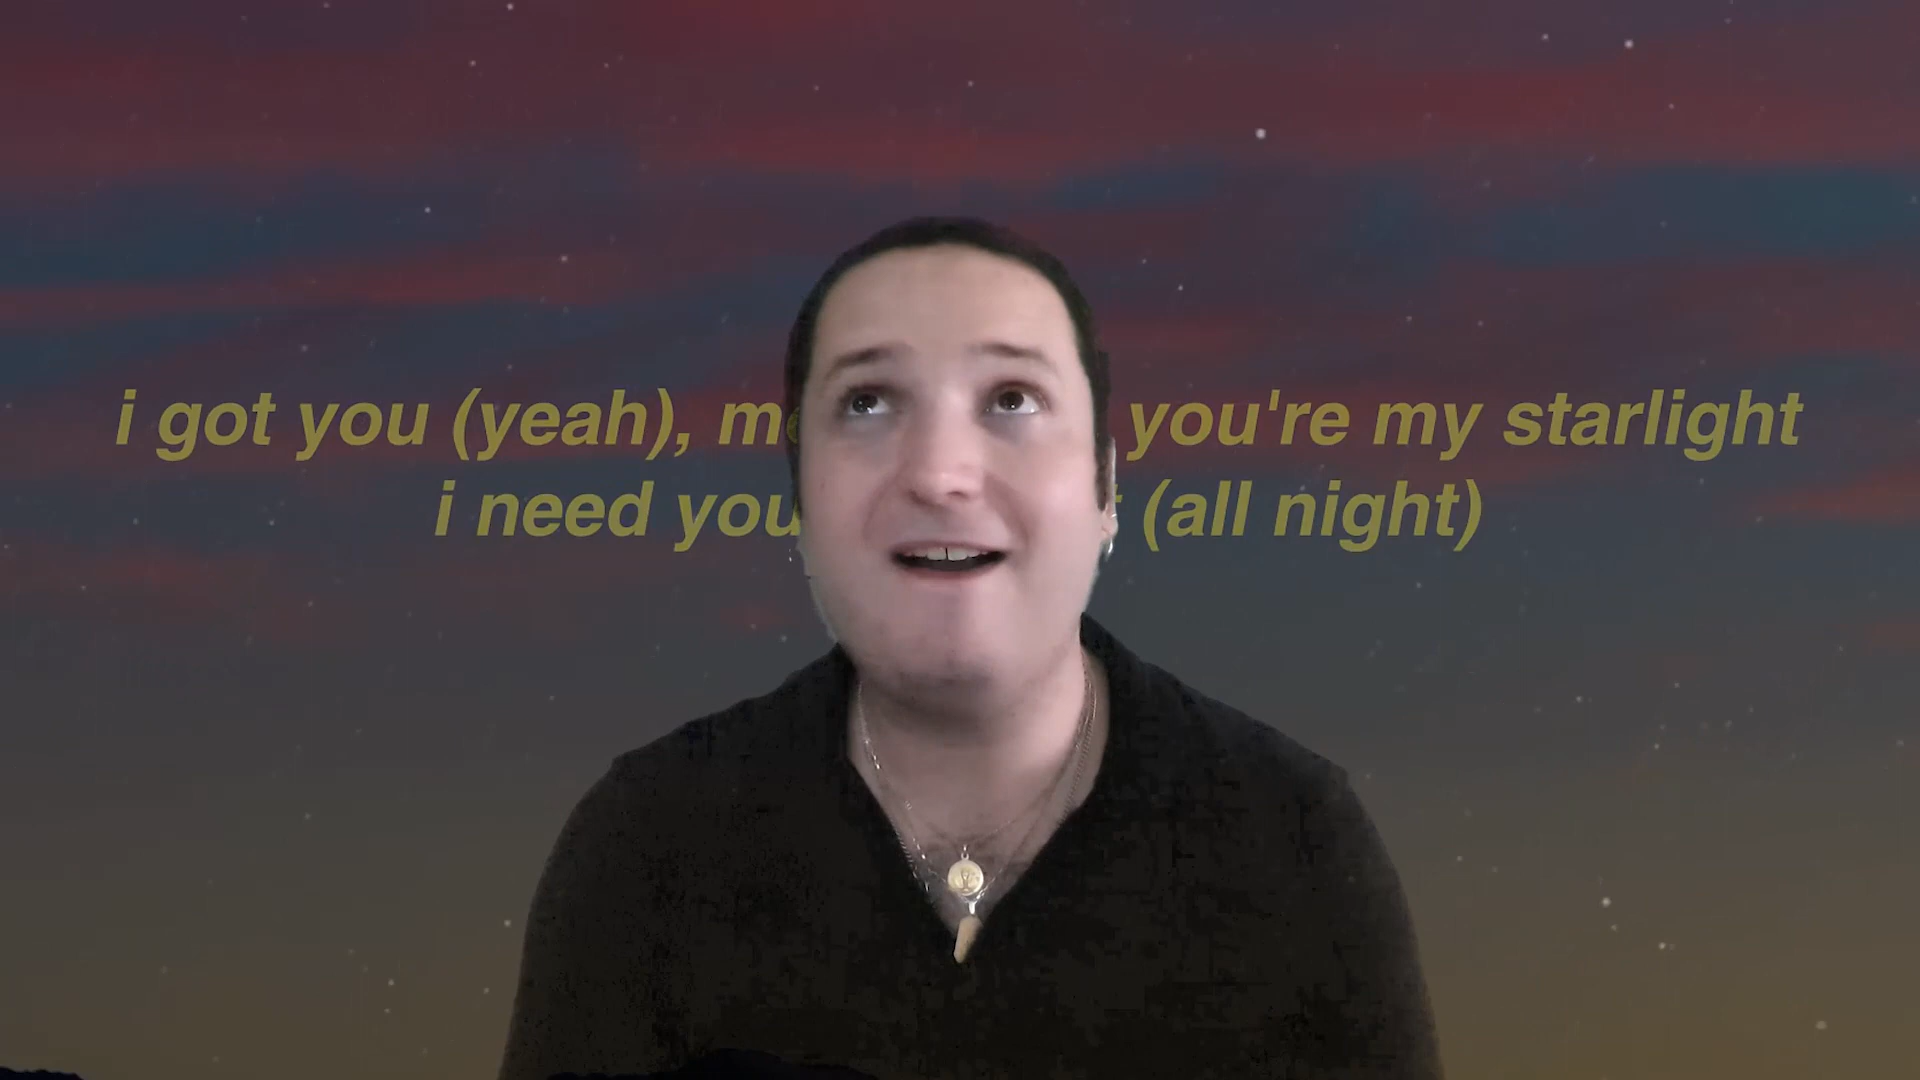 i got you (yeah), you're my starlight
i need you (all night)